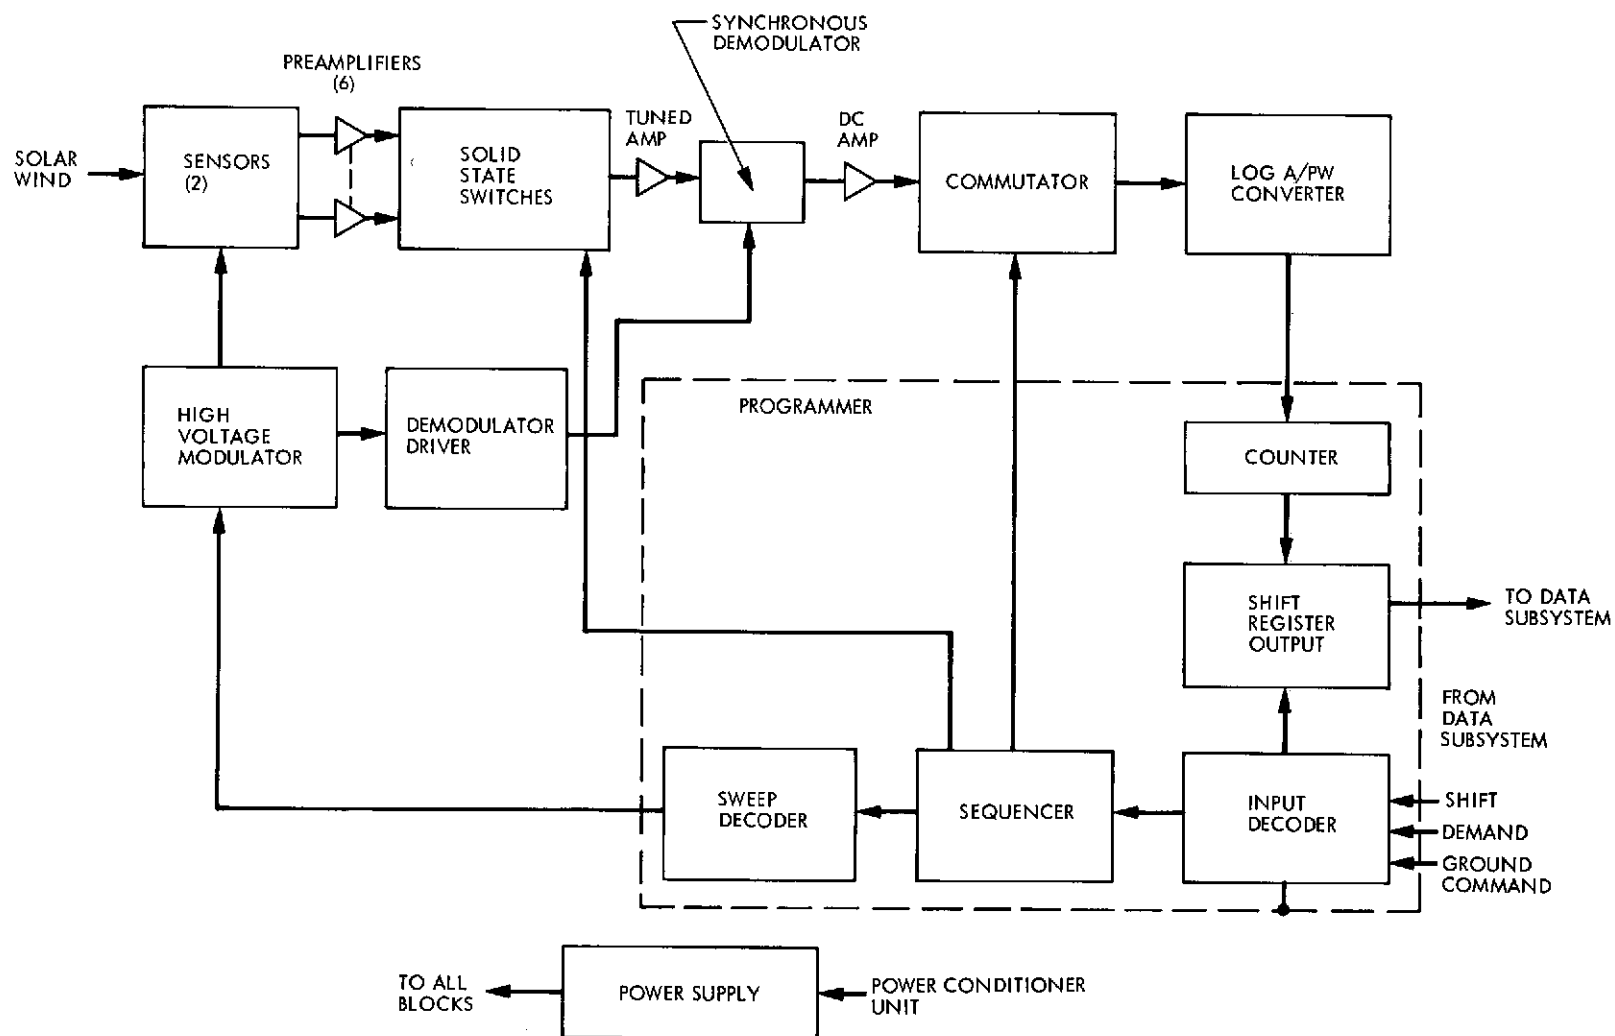 SYNCHRONOUS
DEMODULATOR
PREAMPLIFIERS
(6)
SOLAR
WIND
SENSORS
(2)
SOLID
STATE
SWITCHES
TUNED
AMP
DC
AMP
COMMUTATOR
LOG A/PW
CONVERTER
HIGH
VOLTAGE
MODULATOR
DEMODULATOR
DRIVER
PROGRAMMER
COUNTER
SHIFT
REGISTER
OUTPUT
TO DATA
SUBSYSTEM
FROM
DATA
SUBSYSTEM
SWEEP
DECODER
SEQUENCER
INPUT
DECODER
SHIFT
DEMAND
GROUND
COMMAND
TO ALL
BLOCKS
POWER SUPPLY
POWER CONDITIONER
UNIT